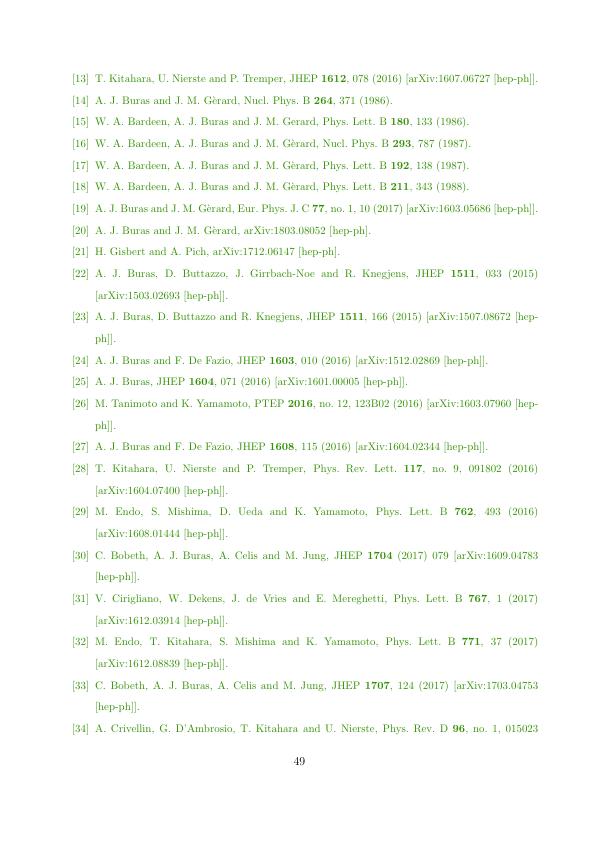 [13] T. Kitahara, U. Nierste and P. Tremper, JHEP 1612, 078 (2016) [arXiv:1607.06727 [hep-ph]].
[14] A. J. Buras and J. M. Gèrard, Nucl. Phys. B 264, 371 (1986).
[15] W. A. Bardeen, A. J. Buras and J. M. Gerard, Phys. Lett. B 180, 133 (1986).
[16] W. A. Bardeen, A. J. Buras and J. M. Gèrard, Nucl. Phys. B 293, 787 (1987).
[17] W. A. Bardeen, A. J. Buras and J. M. Gèrard, Phys. Lett. B 192, 138 (1987).
[18] W. A. Bardeen, A. J. Buras and J. M. Gèrard, Phys. Lett. B 211, 343 (1988).
[19] A. J. Buras and J. M. Gèrard, Eur. Phys. J. C 77, no. 1, 10 (2017) [arXiv:1603.05686 [hep-ph]].
[20] A. J. Buras and J. M. Gèrard, arXiv:1803.08052 [hep-ph].
[21] H. Gisbert and A. Pich, arXiv:1712.06147 [hep-ph].
[22] A. J. Buras, D. Buttazzo, J. Girrbach-Noe and R. Knegjens, JHEP 1511, 033 (2015)
[arXiv:1503.02693 [hep-ph]].
[23] A. J. Buras, D. Buttazzo and R. Knegjens, JHEP 1511, 166 (2015) [arXiv:1507.08672 [hep-
ph]].
[24] A. J. Buras and F. De Fazio, JHEP 1603, 010 (2016) [arXiv:1512.02869 [hep-ph]].
[25] A. J. Buras, JHEP 1604, 071 (2016) [arXiv:1601.00005 [hep-ph]].
[26] M. Tanimoto and K. Yamamoto, PTEP 2016, no. 12, 123B02 (2016) [arXiv:1603.07960 [hep-
ph]].
[27] A. J. Buras and F. De Fazio, JHEP 1608, 115 (2016) [arXiv:1604.02344 [hep-ph]].
[28] T. Kitahara, U. Nierste and P. Tremper, Phys. Rev. Lett. 117, no. 9, 091802 (2016)
[arXiv:1604.07400 [hep-ph]].
[29] M. Endo, S. Mishima, D. Ueda and K. Yamamoto, Phys. Lett. B 762, 493 (2016)
[arXiv:1608.01444 [hep-ph]].
[30] C. Bobeth, A. J. Buras, A. Celis and M. Jung, JHEP 1704 (2017) 079 [arXiv:1609.04783
[hep-ph]].
[31] V. Cirigliano, W. Dekens, J. de Vries and E. Mereghetti, Phys. Lett. B 767, 1 (2017)
[arXiv:1612.03914 [hep-ph]].
[32] M. Endo, T. Kitahara, S. Mishima and K. Yamamoto, Phys. Lett. B 771, 37 (2017)
[arXiv:1612.08839 [hep-ph]].
[33] C. Bobeth, A. J. Buras, A. Celis and M. Jung, JHEP 1707, 124 (2017) [arXiv:1703.04753
[hep-ph]].
[34] A. Crivellin, G. D'Ambrosio, T. Kitahara and U. Nierste, Phys. Rev. D 96, no. 1, 015023
49